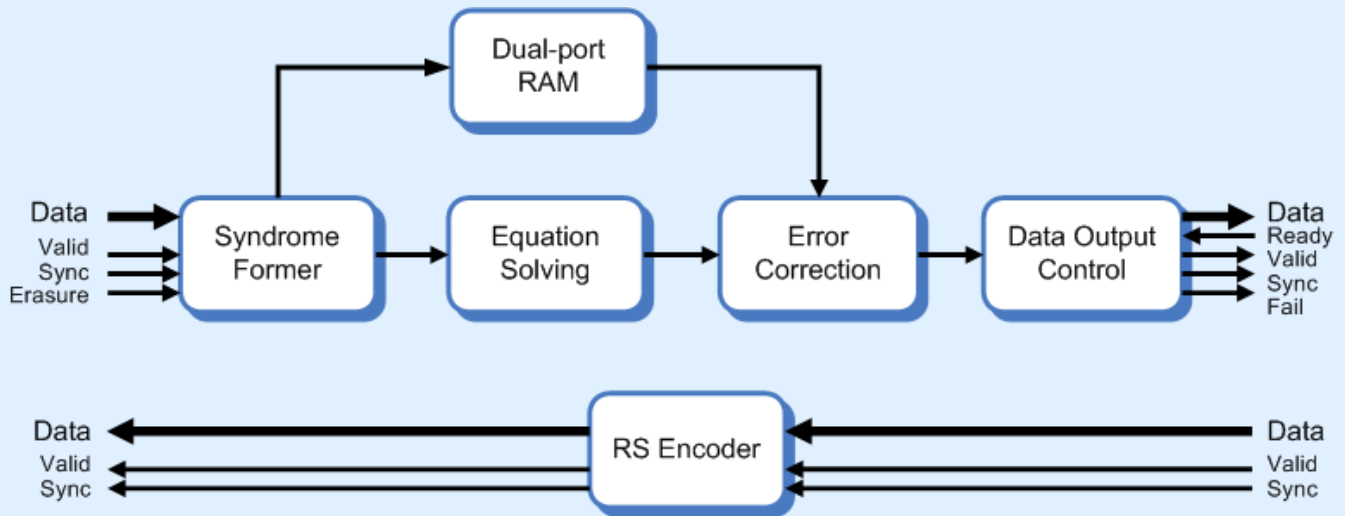 Dual-port
RAM
Data
Valid
Sync
Erasure
Syndrome
Former
Equation
Solving
Error
Correction
Data Output
Control
Data
Ready
Valid
Sync
Fail
Data
Valid
Sync
RS Encoder
Data
Valid
Sync